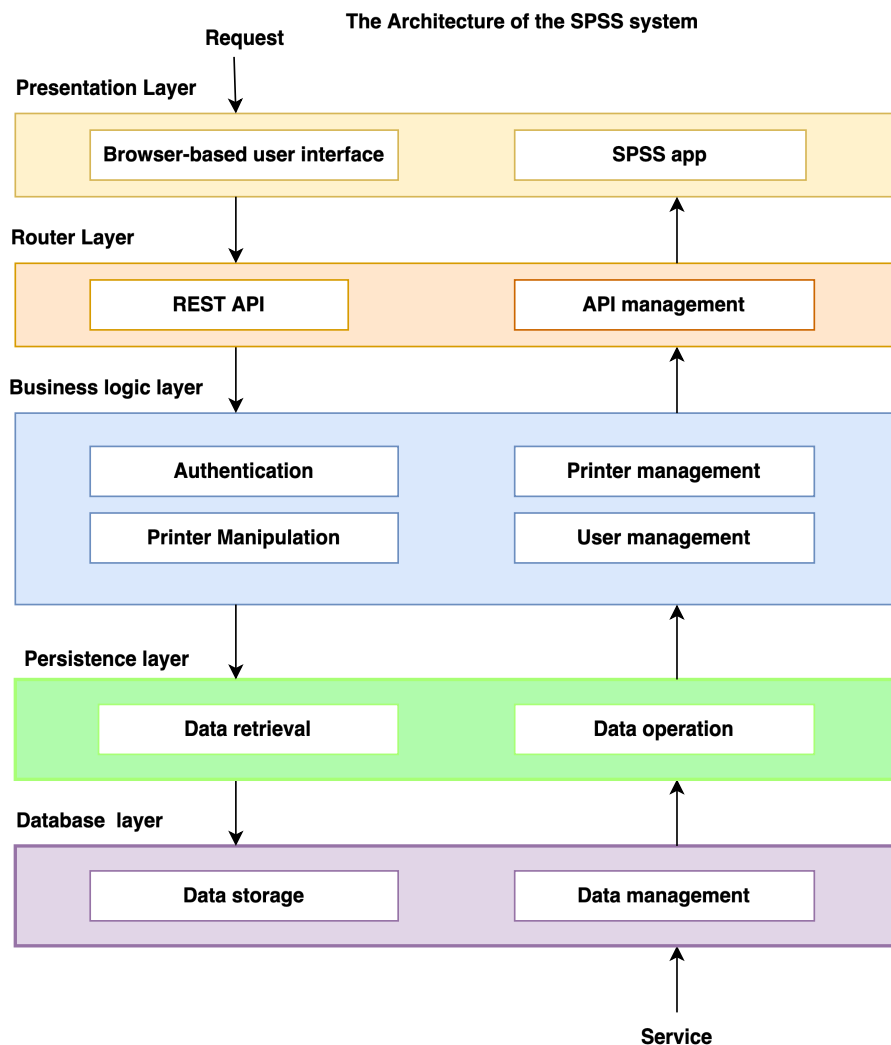 The Architecture of the SPSS system
Request
Presentation Layer
Browser-based user interface
SPSS app
Router Layer
REST API
API management
Business logic layer
Authentication
Printer management
Printer Manipulation
User management
Persistence layer
Data retrieval
Data operation
Database  layer
Data storage
Data management
Service